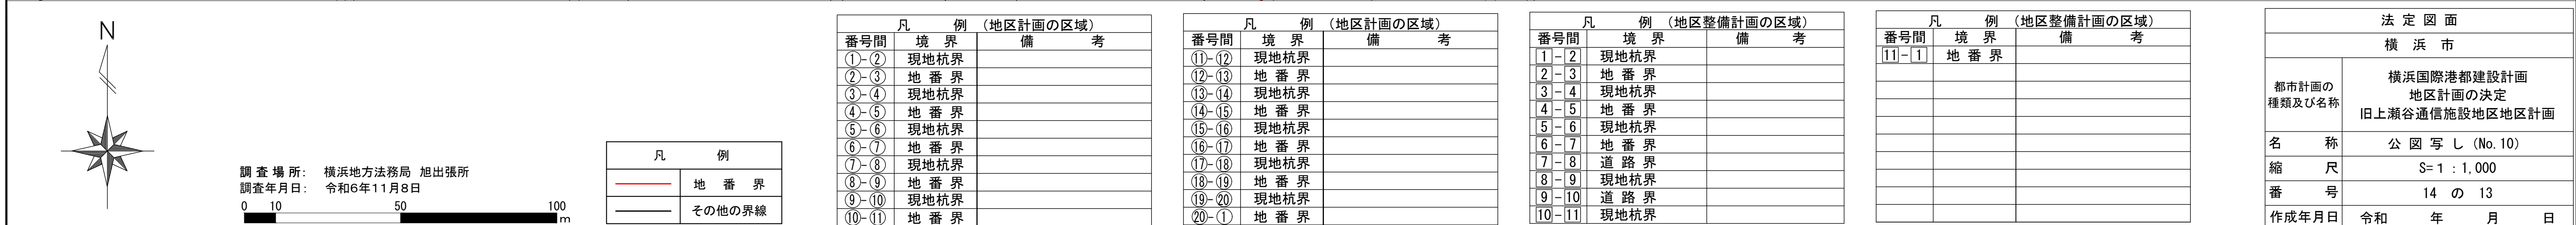 N
調査場所: 横浜地方法務局 旭出張所
調査年月日: 令和6年11月8日
0 10 50 100
m
凡 例
地 番 界
その他の界線
凡 例 (地区計画の区域)
番号間 境 界 備 考
①-② 現地杭界
②-③ 地 番 界
③-④ 現地杭界
④-⑤ 地 番 界
⑤-⑥ 現地杭界
⑥-⑦ 地 番 界
⑦-⑧ 現地杭界
⑧-⑨ 地 番 界
⑨-⑩ 現地杭界
⑩-⑪ 地 番 界
凡 例 (地区計画の区域)
番号間 境 界 備 考
⑪-⑫ 現地杭界
⑫-⑬ 地 番 界
⑬-⑭ 現地杭界
⑭-⑮ 地 番 界
⑮-⑯ 現地杭界
⑯-⑰ 地 番 界
⑰-⑱ 現地杭界
⑱-⑲ 地 番 界
⑲-⑳ 現地杭界
⑳-① 地 番 界
凡 例 (地区整備計画の区域)
番号間 境 界 備 考
1-2 現地杭界
2-3 地 番 界
3-4 現地杭界
4-5 地 番 界
5-6 現地杭界
6-7 地 番 界
7-8 道 路 界
8-9 現地杭界
9-10 道 路 界
10-11 現地杭界
凡 例 (地区整備計画の区域)
番号間 境 界 備 考
11-1 地 番 界
法 定 図 面
横 浜 市
都市計画の
種類及び名称
横浜国際港都建設計画
地区計画の決定
旧上瀬谷通信施設地区地区計画
名 称 公 図 写 し (No.10)
縮 尺 S=1:1,000
番 号 14 の 13
作成年月日 令和 年 月 日